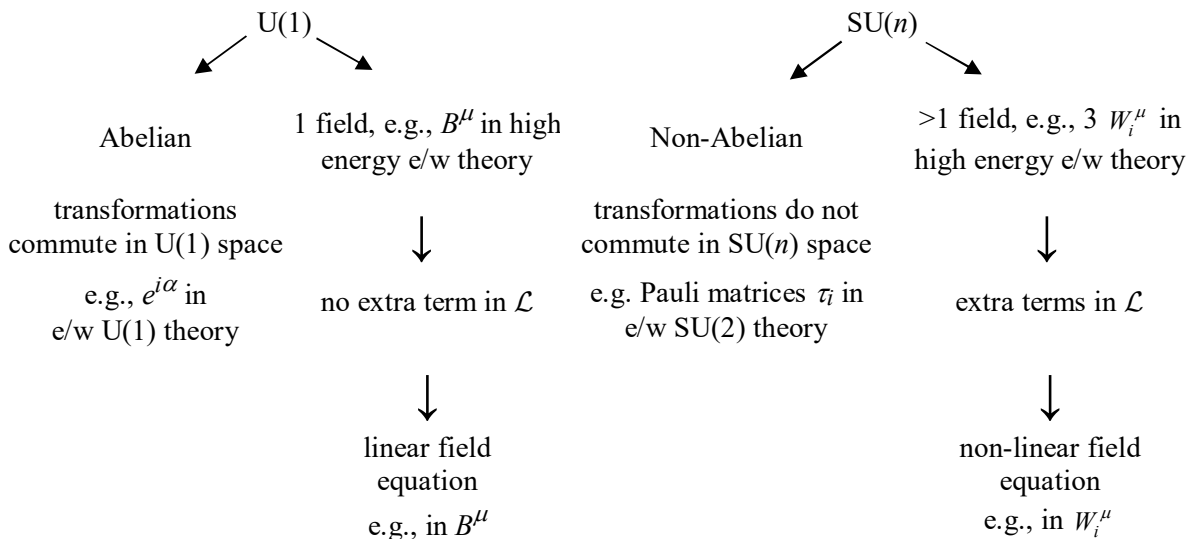 U(1)
Abelian
transformations
commute in U(1) space
e.g., e^{iα} in
e/w U(1) theory
1 field, e.g., B^μ in high
energy e/w theory
↓
no extra term in ℒ
↓
linear field
equation
e.g., in B^μ
SU(n)
Non-Abelian
transformations do not
commute in SU(n) space
e.g. Pauli matrices τ_i in
e/w SU(2) theory
>1 field, e.g., 3 W_i^μ in
high energy e/w theory
↓
extra terms in ℒ
↓
non-linear field
equation
e.g., in W_i^μ